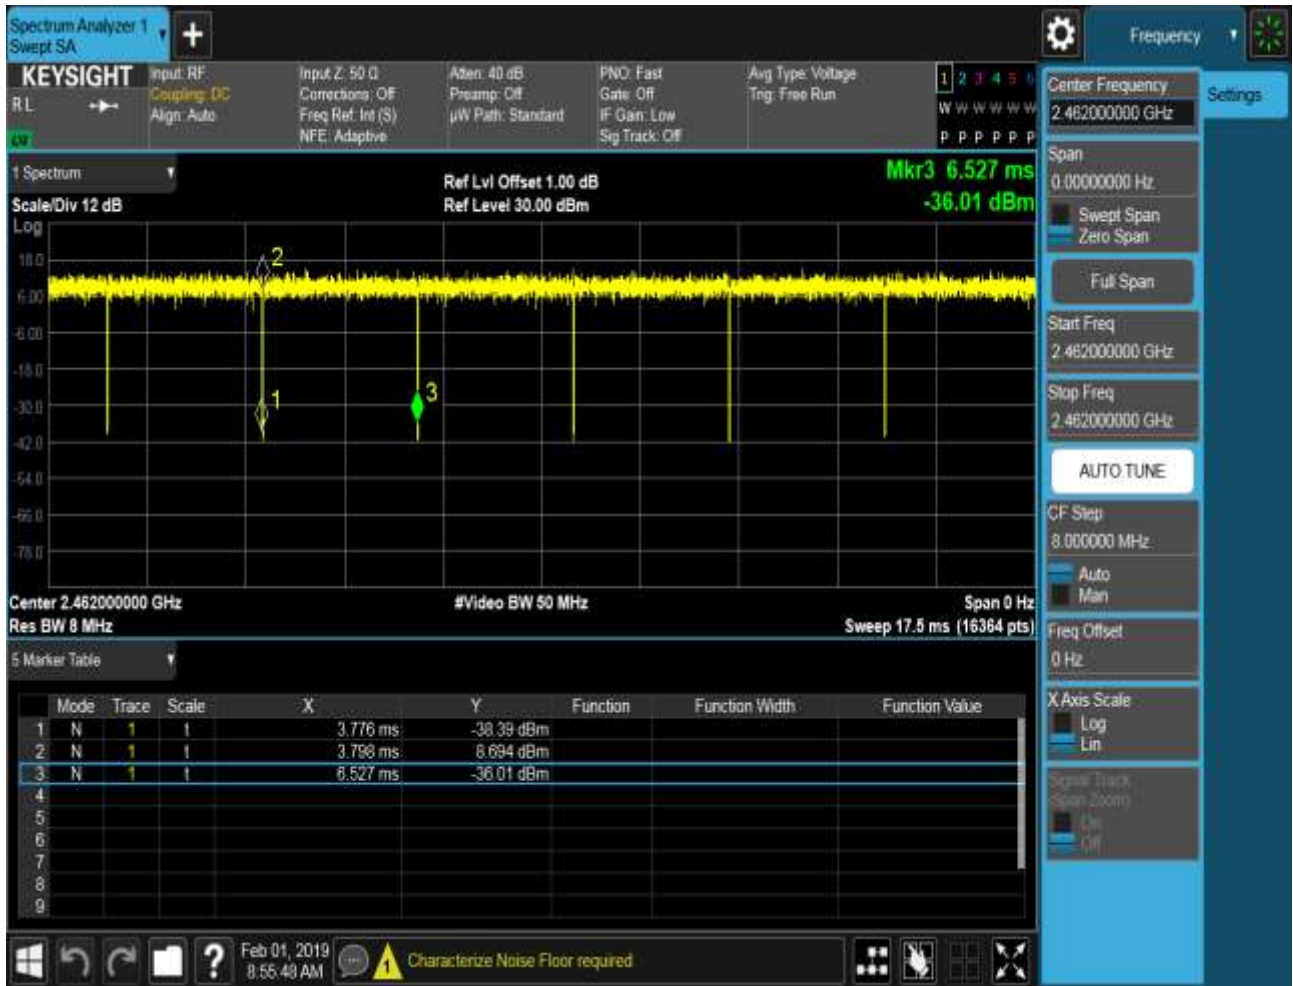 Spectrum Analyzer 1
Swept SA
Frequency
KEYSIGHT
R L
Input: RF
Coupling: DC
Align: Auto
Input Z: 50 Ω
Corrections: Off
Freq Ref: Int (S)
NFE: Adaptive
Atten: 40 dB
Preamp: Off
µW Path: Standard
PNO: Fast
Gate: Off
IF Gain: Low
Sig Track: Off
Avg Type: Voltage
Trig: Free Run
1 2 3 4 5 6
W W W W W W
P P P P P P
1 Spectrum
Scale/Div 12 dB
Ref Lvl Offset 1.00 dB
Ref Level 30.00 dBm
Mkr3 6.527 ms
-36.01 dBm
Log
18.0
6.00
-6.00
-18.0
-30.0
-42.0
-54.0
-66.0
-78.0
2
1
3
Center 2.462000000 GHz
#Video BW 50 MHz
Span 0 Hz
Res BW 8 MHz
Sweep 17.5 ms (16364 pts)
5 Marker Table
Mode Trace Scale X Y Function Function Width Function Value
1 N 1 t 3.776 ms -38.39 dBm
2 N 1 t 3.798 ms 8.694 dBm
3 N 1 t 6.527 ms -36.01 dBm
4
5
6
7
8
9
Center Frequency
2.462000000 GHz
Settings
Span
0.00000000 Hz
Swept Span
Zero Span
Full Span
Start Freq
2.462000000 GHz
Stop Freq
2.462000000 GHz
AUTO TUNE
CF Step
8.000000 MHz
Auto
Man
Freq Offset
0 Hz
X Axis Scale
Log
Lin
Signal Track
(Span Zoom)
On
Off
?
Feb 01, 2019
8:55:48 AM
1
Characterize Noise Floor required